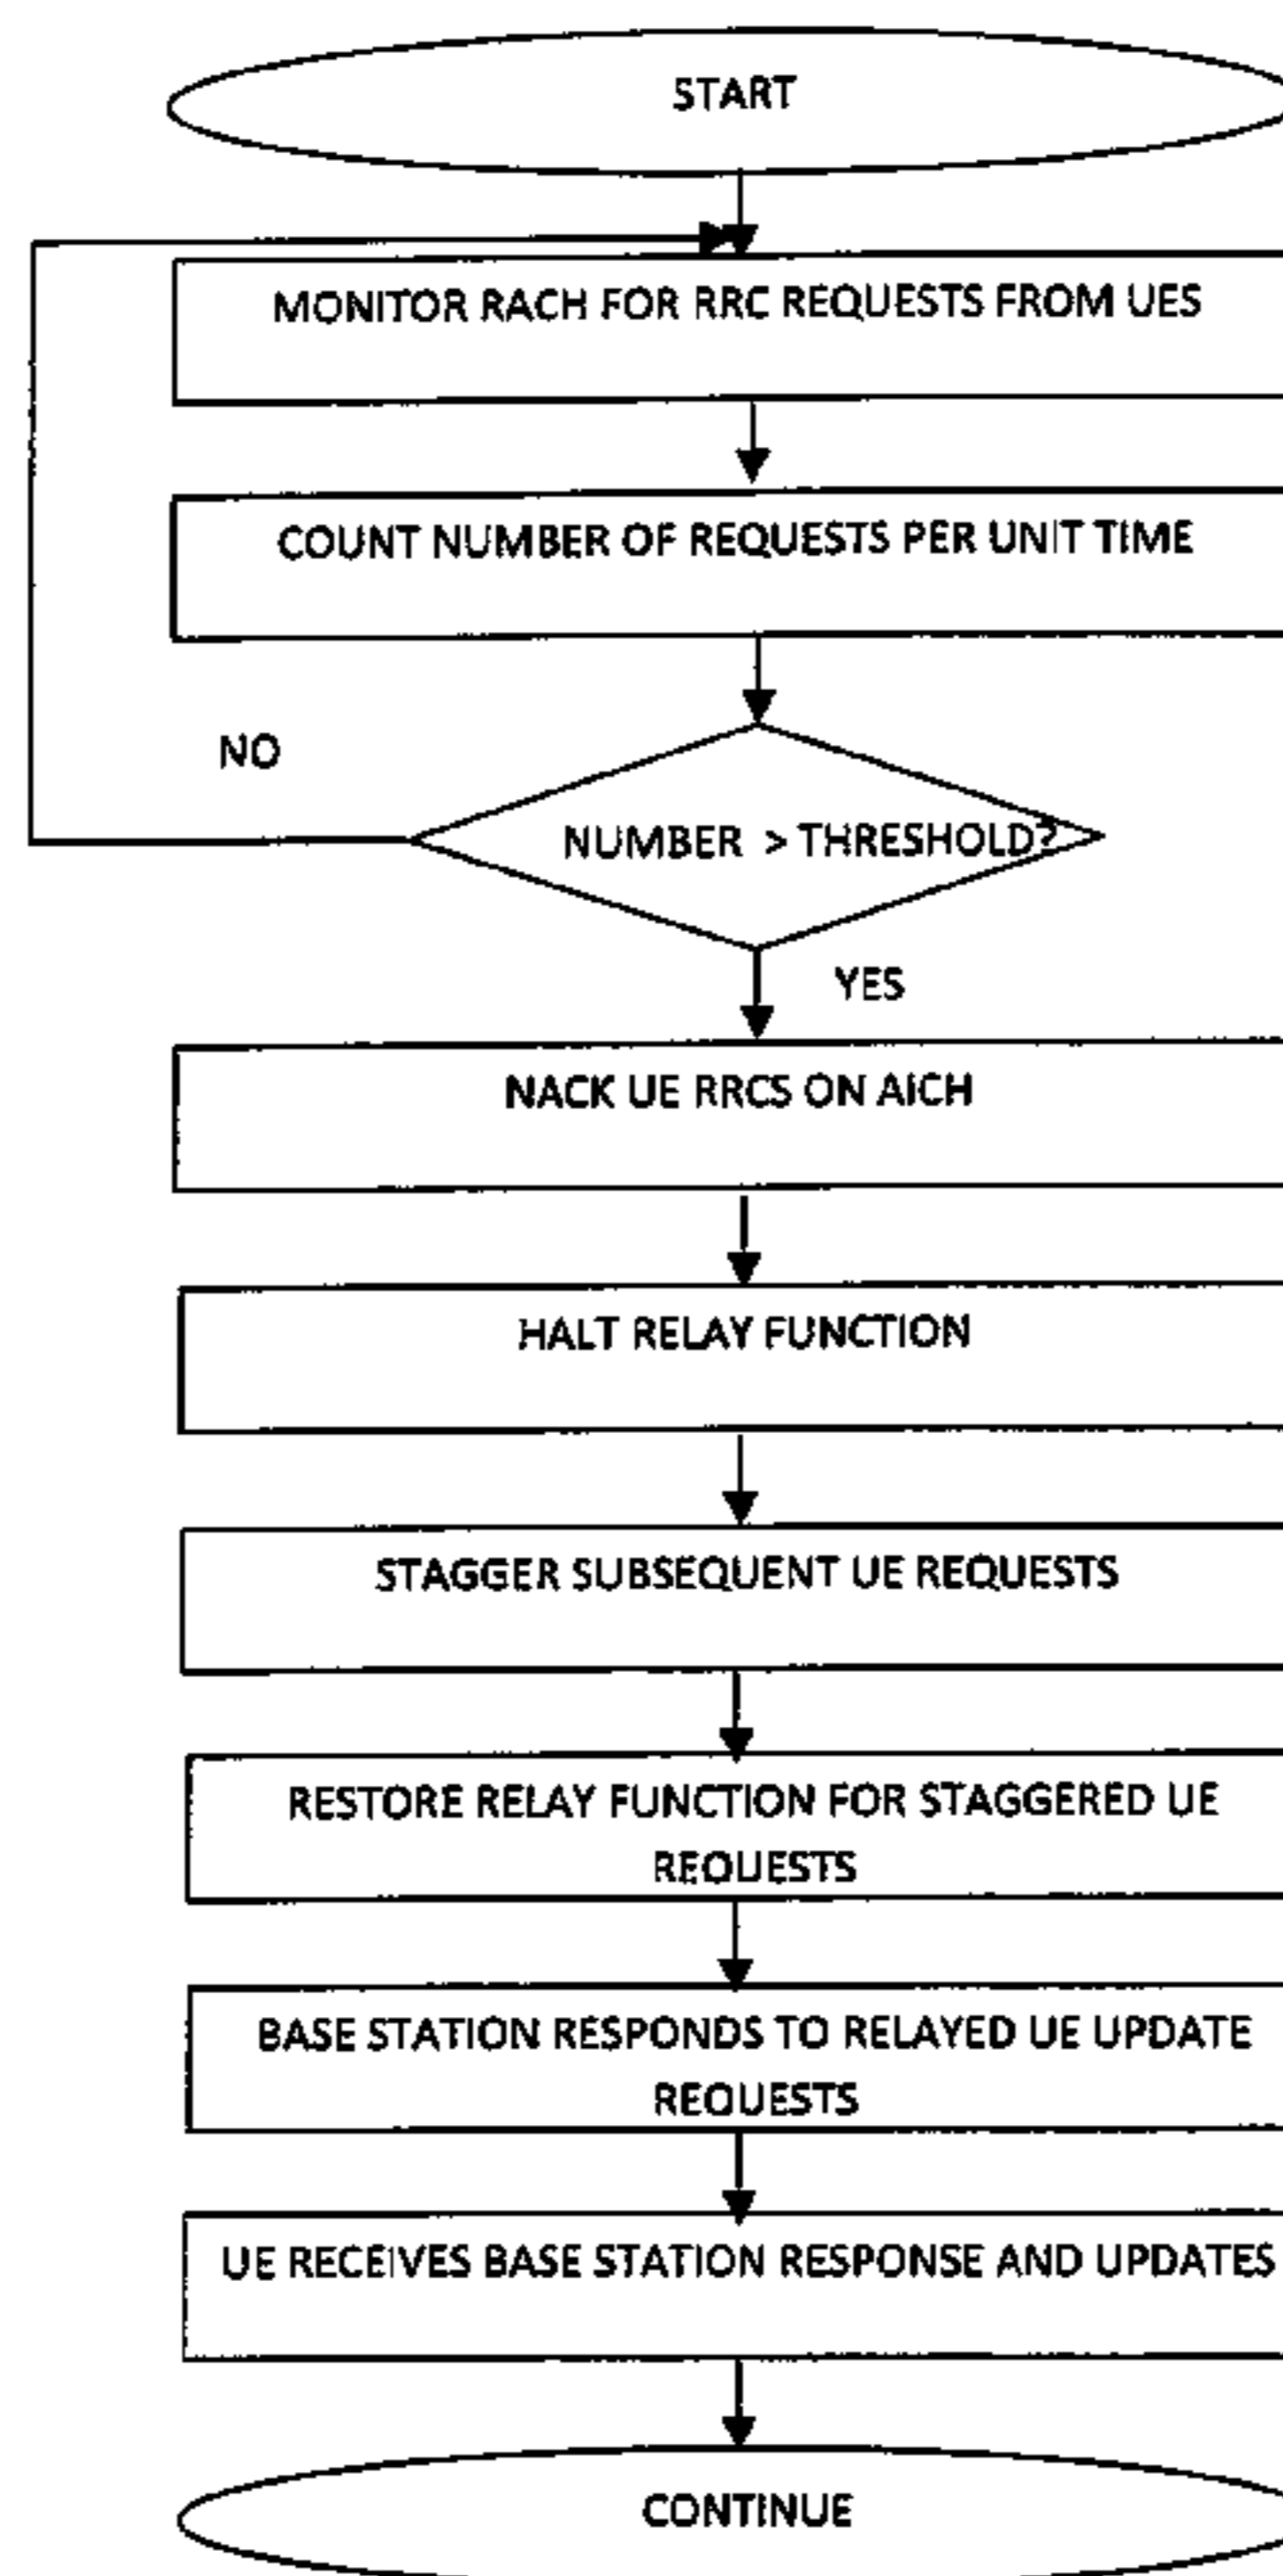 START
MONITOR RACH FOR RRC REQUESTS FROM UES
COUNT NUMBER OF REQUESTS PER UNIT TIME
NO
NUMBER > THRESHOLD?
YES
NACK UE RRCS ON AICH
HALT RELAY FUNCTION
STAGGER SUBSEQUENT UE REQUESTS
RESTORE RELAY FUNCTION FOR STAGGERED UE
REQUESTS
BASE STATION RESPONDS TO RELAYED UE UPDATE
REQUESTS
UE RECEIVES BASE STATION RESPONSE AND UPDATES
CONTINUE